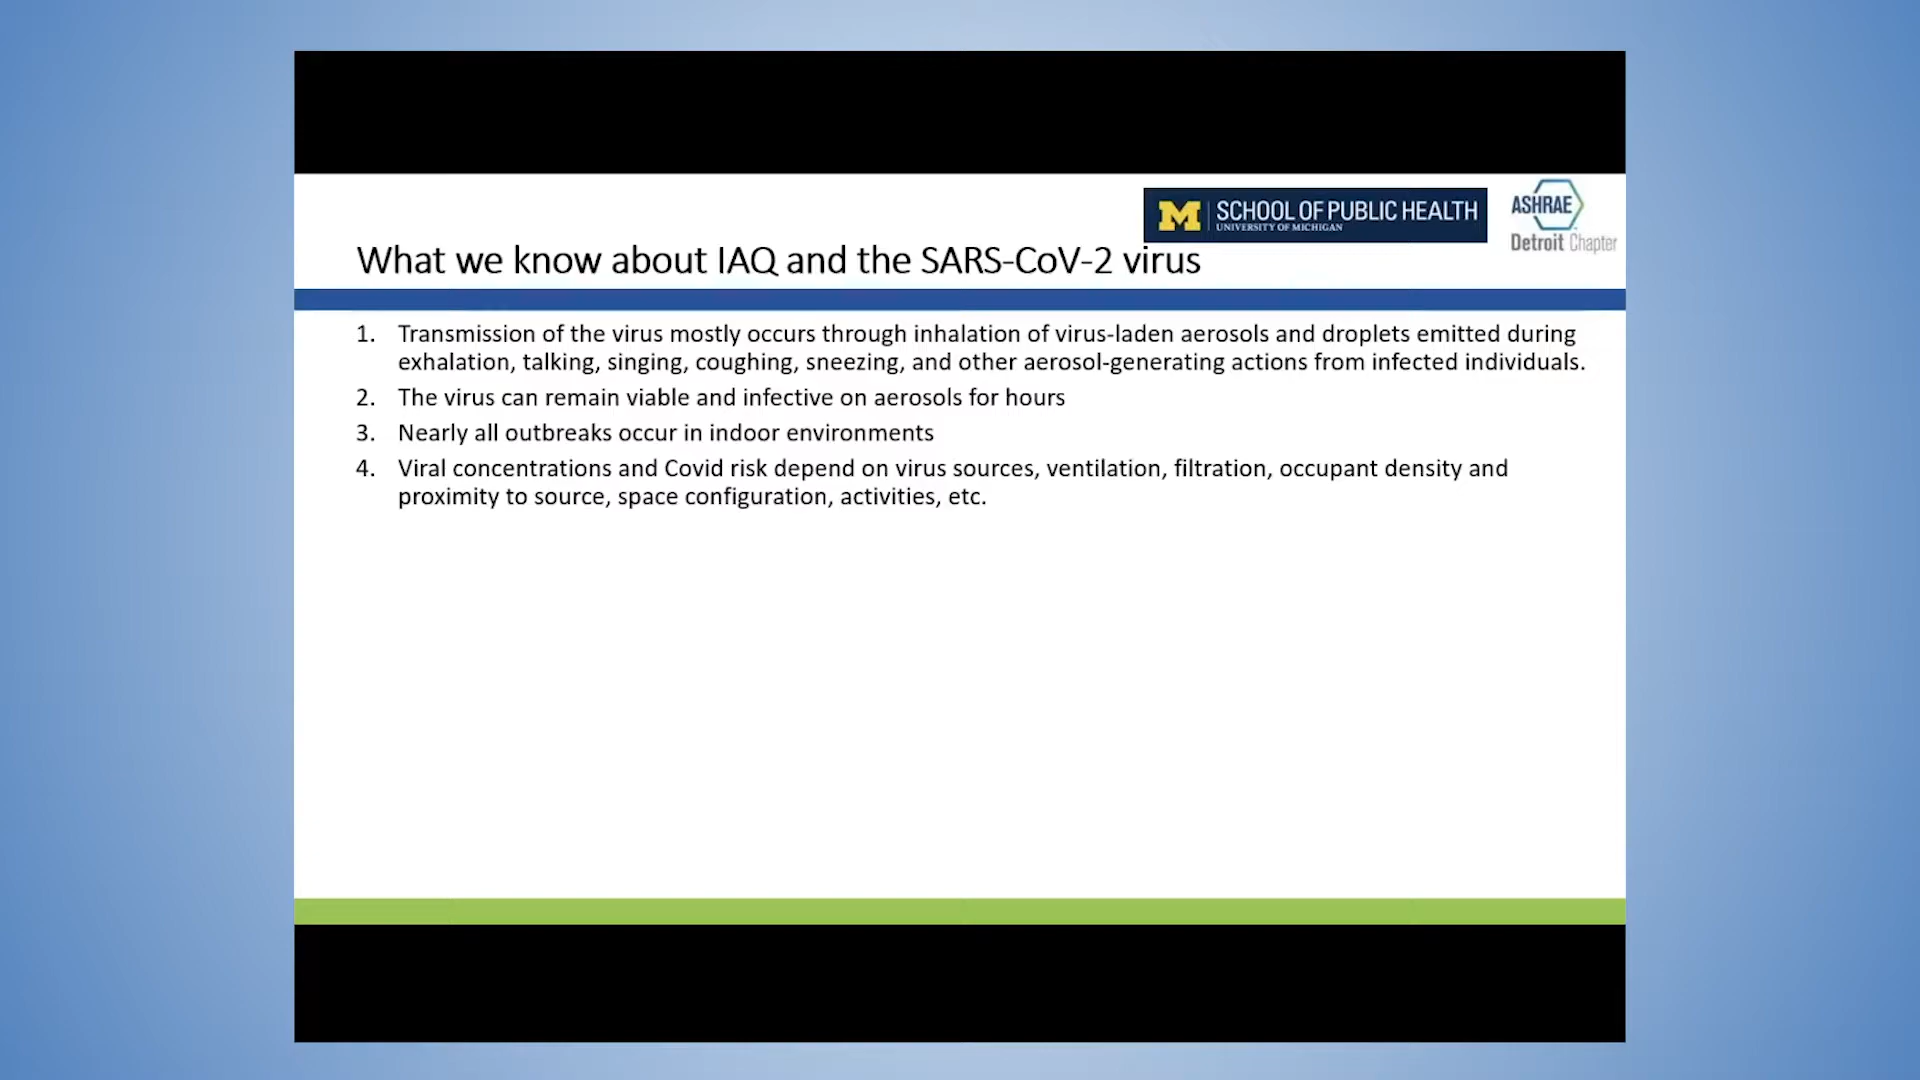 M SCHOOL OF PUBLIC HEALTH
UNIVERSITY OF MICHIGAN
ASHRAE
Detroit Chapter
What we know about IAQ and the SARS-CoV-2 virus
1. Transmission of the virus mostly occurs through inhalation of virus-laden aerosols and droplets emitted during
exhalation, talking, singing, coughing, sneezing, and other aerosol-generating actions from infected individuals.
2. The virus can remain viable and infective on aerosols for hours
3. Nearly all outbreaks occur in indoor environments
4. Viral concentrations and Covid risk depend on virus sources, ventilation, filtration, occupant density and
proximity to source, space configuration, activities, etc.